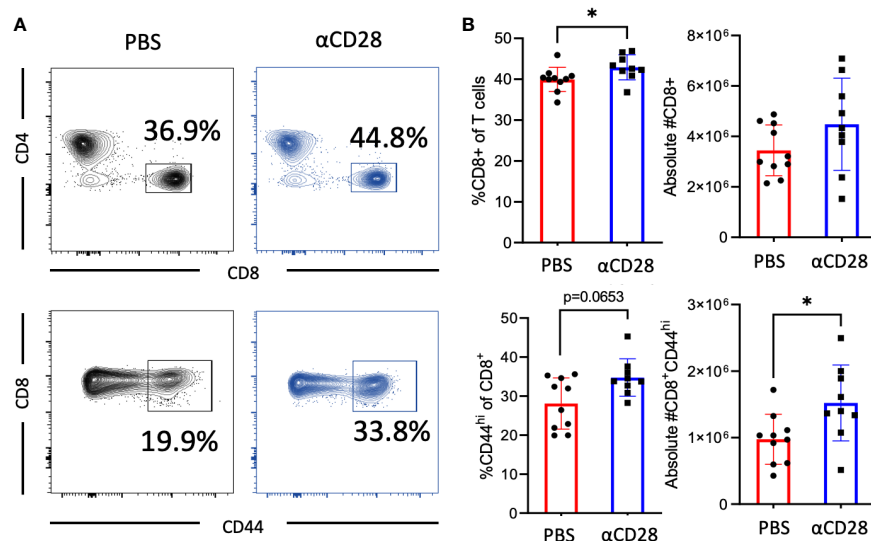 A
PBS
αCD28
CD4
36.9%
44.8%
CD8
CD8
19.9%
33.8%
CD44
B
*
%CD8+ of T cells
50
40
30
20
10
0
PBS
αCD28
Absolute #CD8+
8×10⁶
6×10⁶
4×10⁶
2×10⁶
0
PBS
αCD28
p=0.0653
%CD44ʰⁱ of CD8⁺
50
40
30
20
10
0
PBS
αCD28
*
Absolute #CD8⁺CD44ʰⁱ
3×10⁶
2×10⁶
1×10⁶
0
PBS
αCD28